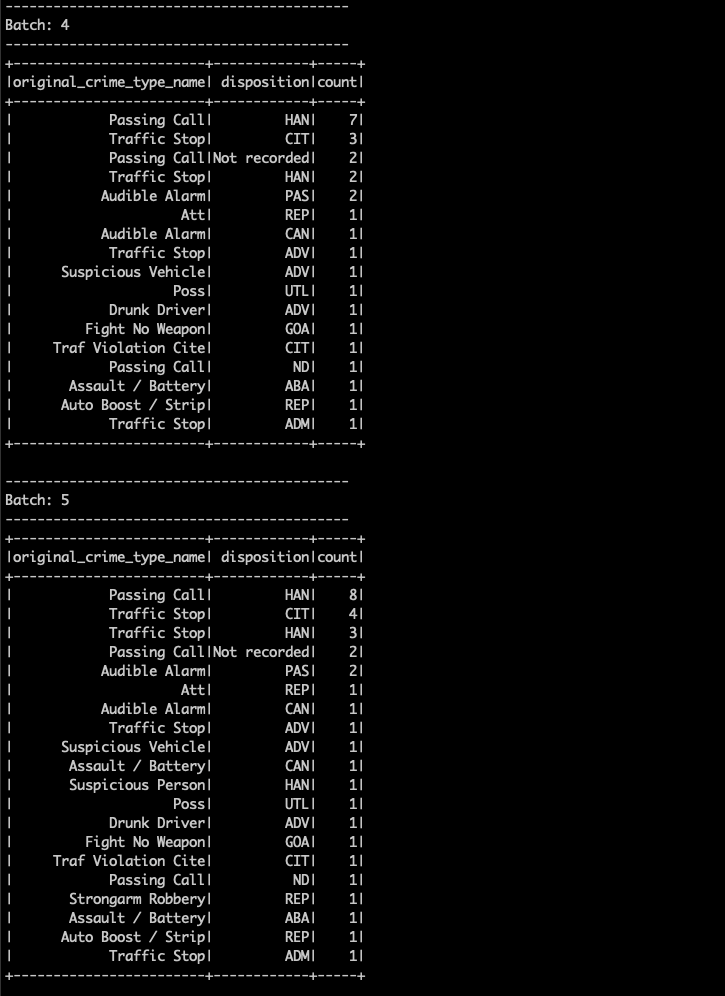 -------------------------------------------
Batch: 4
-------------------------------------------
+------------------------+------------+-----+
|original_crime_type_name| disposition|count|
+------------------------+------------+-----+
|            Passing Call|         HAN|    7|
|            Traffic Stop|         CIT|    3|
|            Passing Call|Not recorded|    2|
|            Traffic Stop|         HAN|    2|
|           Audible Alarm|         PAS|    2|
|                     Att|         REP|    1|
|           Audible Alarm|         CAN|    1|
|            Traffic Stop|         ADV|    1|
|      Suspicious Vehicle|         ADV|    1|
|                    Poss|         UTL|    1|
|            Drunk Driver|         ADV|    1|
|         Fight No Weapon|         GOA|    1|
|     Traf Violation Cite|         CIT|    1|
|            Passing Call|          ND|    1|
|       Assault / Battery|         ABA|    1|
|      Auto Boost / Strip|         REP|    1|
|            Traffic Stop|         ADM|    1|
+------------------------+------------+-----+
-------------------------------------------
Batch: 5
-------------------------------------------
+------------------------+------------+-----+
|original_crime_type_name| disposition|count|
+------------------------+------------+-----+
|            Passing Call|         HAN|    8|
|            Traffic Stop|         CIT|    4|
|            Traffic Stop|         HAN|    3|
|            Passing Call|Not recorded|    2|
|           Audible Alarm|         PAS|    2|
|                     Att|         REP|    1|
|           Audible Alarm|         CAN|    1|
|            Traffic Stop|         ADV|    1|
|      Suspicious Vehicle|         ADV|    1|
|       Assault / Battery|         CAN|    1|
|       Suspicious Person|         HAN|    1|
|                    Poss|         UTL|    1|
|            Drunk Driver|         ADV|    1|
|         Fight No Weapon|         GOA|    1|
|     Traf Violation Cite|         CIT|    1|
|            Passing Call|          ND|    1|
|       Strongarm Robbery|         REP|    1|
|       Assault / Battery|         ABA|    1|
|      Auto Boost / Strip|         REP|    1|
|            Traffic Stop|         ADM|    1|
+------------------------+------------+-----+